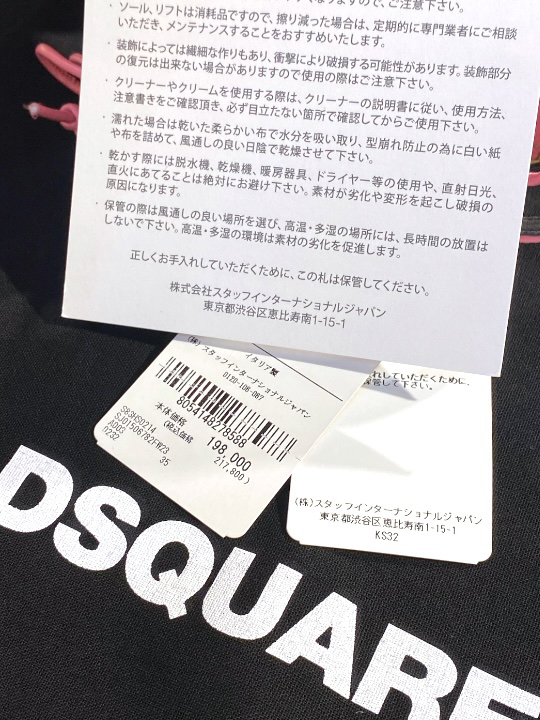 ソール、リフトは消耗品ですので、擦り減った場合は、定期的に専門業者にご相談
いただき、メンテナンスすることをおすすめいたします。
・装飾によっては繊細な作りもあり、衝撃により破損する可能性があります。装飾部分
の復元は出来ない場合がありますので使用の際はご注意下さい。
・クリーナーやクリームを使用する際は、クリーナーの説明書に従い、使用方法、
注意書きをご確認頂き、必ず目立たない箇所で確認してからご使用下さい。
・濡れた場合は乾いた柔らかい布で水分を吸い取り、型崩れ防止の為に白い紙
や布を詰めて、風通しの良い日陰で乾燥させて下さい。
・乾かす際には脱水機、乾燥機、暖房器具、ドライヤー等の使用や、直射日光、
直火にあてることは絶対にお避け下さい。素材が劣化や変形を起こし破損の
原因になります。
・保管の際は風通しの良い場所を選び、高温・多湿の場所には、長時間の放置は
しないで下さい。高温・多湿の環境は素材の劣化を促進します。
正しくお手入れしていただくために、この札は保管してください。
株式会社スタッフインターナショナルジャパン
東京都渋谷区恵比寿南1-15-1
イタリア製
(株)スタッフインターナショナルジャパン
0120-106-067
8054148278588
本体価格 198,000
(税込価格 217,800)
S83HS0214
SJ01506782FW23
AD03 35
D232
れしていただくために、
保管して下さい。
(株)スタッフインターナショナルジャパン
東京都渋谷区恵比寿南1-15-1
KS32
DSQUARE